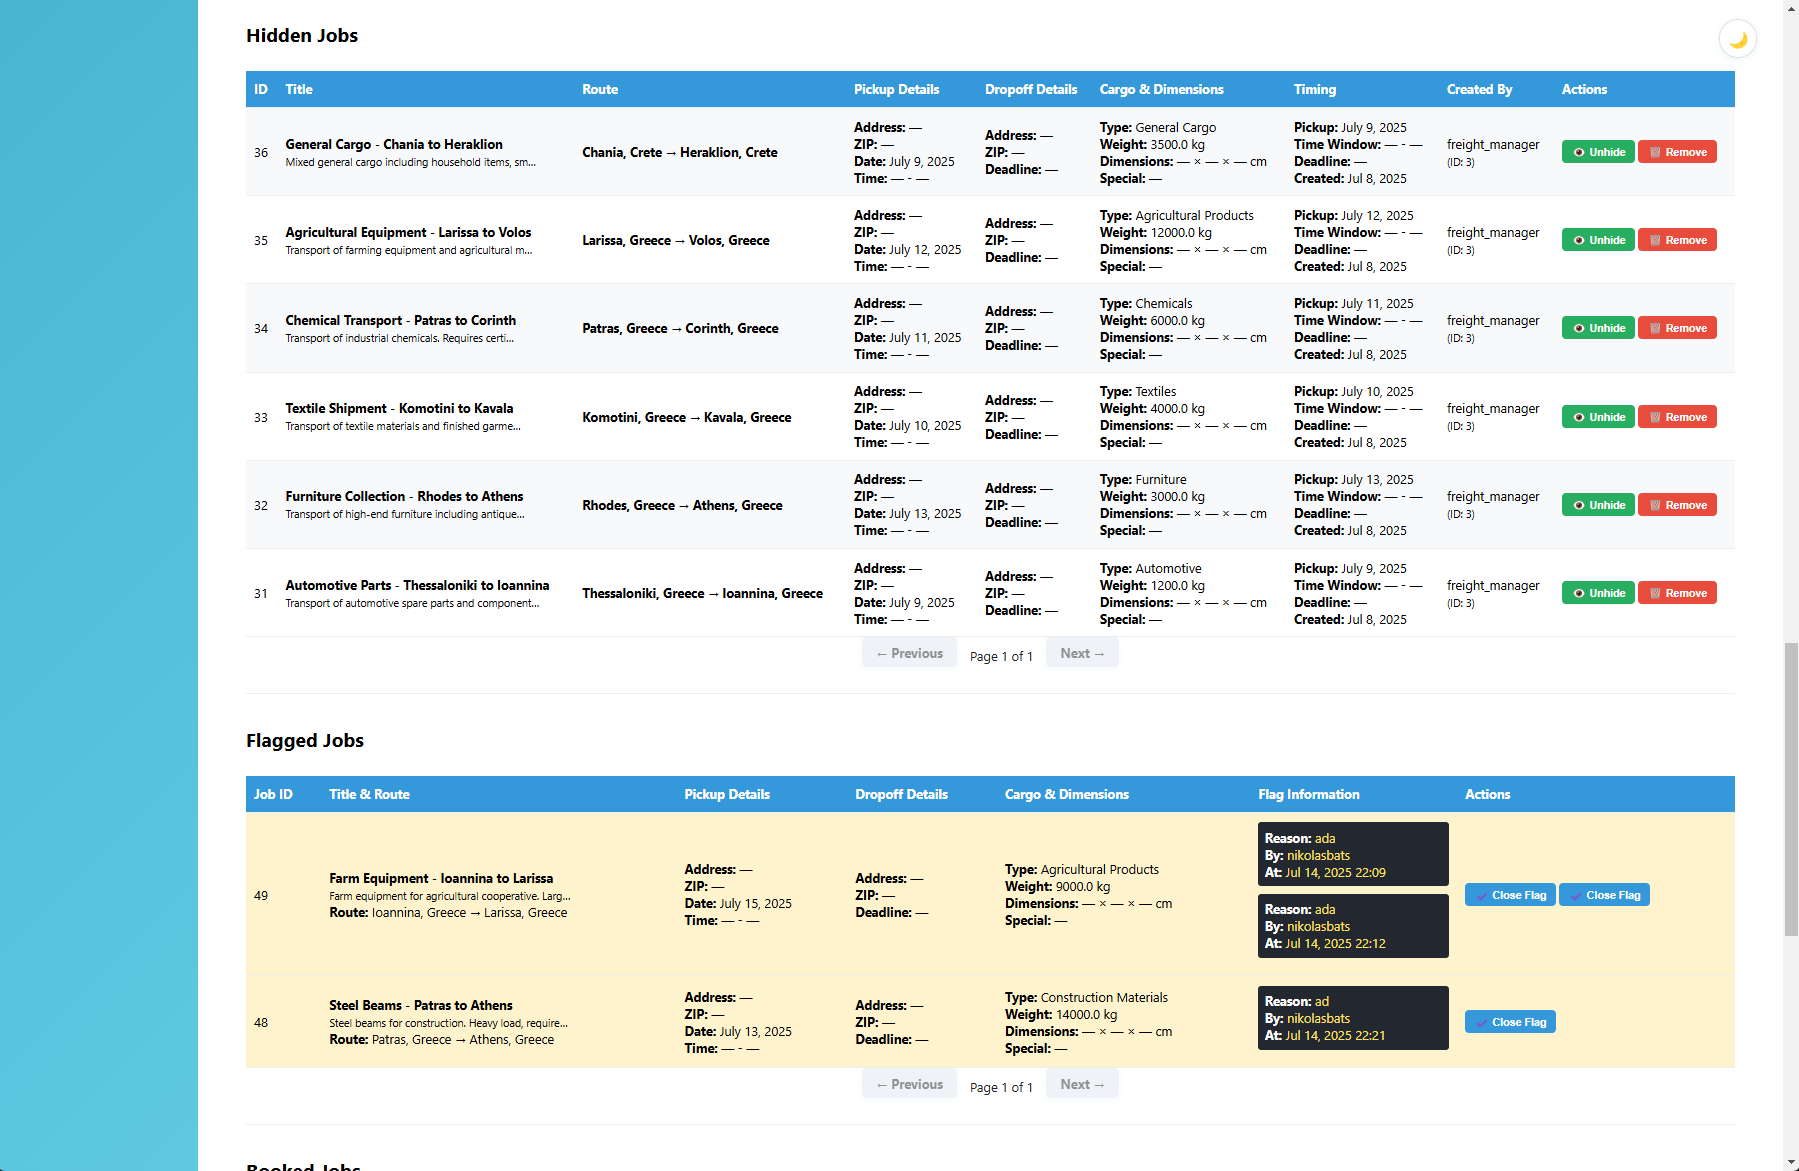 Hidden Jobs
ID Title Route Pickup Details Dropoff Details Cargo & Dimensions Timing Created By Actions
36
General Cargo - Chania to Heraklion
Mixed general cargo including household items, sm...
Chania, Crete → Heraklion, Crete
Address: —
ZIP: —
Date: July 9, 2025
Time: — - —
Address: —
ZIP: —
Deadline: —
Type: General Cargo
Weight: 3500.0 kg
Dimensions: — × — × — cm
Special: —
Pickup: July 9, 2025
Time Window: — - —
Deadline: —
Created: Jul 8, 2025
freight_manager
(ID: 3)
Unhide Remove
35
Agricultural Equipment - Larissa to Volos
Transport of farming equipment and agricultural m...
Larissa, Greece → Volos, Greece
Address: —
ZIP: —
Date: July 12, 2025
Time: — - —
Address: —
ZIP: —
Deadline: —
Type: Agricultural Products
Weight: 12000.0 kg
Dimensions: — × — × — cm
Special: —
Pickup: July 12, 2025
Time Window: — - —
Deadline: —
Created: Jul 8, 2025
freight_manager
(ID: 3)
Unhide Remove
34
Chemical Transport - Patras to Corinth
Transport of industrial chemicals. Requires certi...
Patras, Greece → Corinth, Greece
Address: —
ZIP: —
Date: July 11, 2025
Time: — - —
Address: —
ZIP: —
Deadline: —
Type: Chemicals
Weight: 6000.0 kg
Dimensions: — × — × — cm
Special: —
Pickup: July 11, 2025
Time Window: — - —
Deadline: —
Created: Jul 8, 2025
freight_manager
(ID: 3)
Unhide Remove
33
Textile Shipment - Komotini to Kavala
Transport of textile materials and finished garme...
Komotini, Greece → Kavala, Greece
Address: —
ZIP: —
Date: July 10, 2025
Time: — - —
Address: —
ZIP: —
Deadline: —
Type: Textiles
Weight: 4000.0 kg
Dimensions: — × — × — cm
Special: —
Pickup: July 10, 2025
Time Window: — - —
Deadline: —
Created: Jul 8, 2025
freight_manager
(ID: 3)
Unhide Remove
32
Furniture Collection - Rhodes to Athens
Transport of high-end furniture including antique...
Rhodes, Greece → Athens, Greece
Address: —
ZIP: —
Date: July 13, 2025
Time: — - —
Address: —
ZIP: —
Deadline: —
Type: Furniture
Weight: 3000.0 kg
Dimensions: — × — × — cm
Special: —
Pickup: July 13, 2025
Time Window: — - —
Deadline: —
Created: Jul 8, 2025
freight_manager
(ID: 3)
Unhide Remove
31
Automotive Parts - Thessaloniki to Ioannina
Transport of automotive spare parts and component...
Thessaloniki, Greece → Ioannina, Greece
Address: —
ZIP: —
Date: July 9, 2025
Time: — - —
Address: —
ZIP: —
Deadline: —
Type: Automotive
Weight: 1200.0 kg
Dimensions: — × — × — cm
Special: —
Pickup: July 9, 2025
Time Window: — - —
Deadline: —
Created: Jul 8, 2025
freight_manager
(ID: 3)
Unhide Remove
← Previous Page 1 of 1 Next →
Flagged Jobs
Job ID Title & Route Pickup Details Dropoff Details Cargo & Dimensions Flag Information Actions
49
Farm Equipment - Ioannina to Larissa
Farm equipment for agricultural cooperative. Larg...
Route: Ioannina, Greece → Larissa, Greece
Address: —
ZIP: —
Date: July 15, 2025
Time: — - —
Address: —
ZIP: —
Deadline: —
Type: Agricultural Products
Weight: 9000.0 kg
Dimensions: — × — × — cm
Special: —
Reason: ada
By: nikolasbats
At: Jul 14, 2025 22:09
Reason: ada
By: nikolasbats
At: Jul 14, 2025 22:12
Close Flag Close Flag
48
Steel Beams - Patras to Athens
Steel beams for construction. Heavy load, require...
Route: Patras, Greece → Athens, Greece
Address: —
ZIP: —
Date: July 13, 2025
Time: — - —
Address: —
ZIP: —
Deadline: —
Type: Construction Materials
Weight: 14000.0 kg
Dimensions: — × — × — cm
Special: —
Reason: ad
By: nikolasbats
At: Jul 14, 2025 22:21
Close Flag
← Previous Page 1 of 1 Next →
Booked Jobs